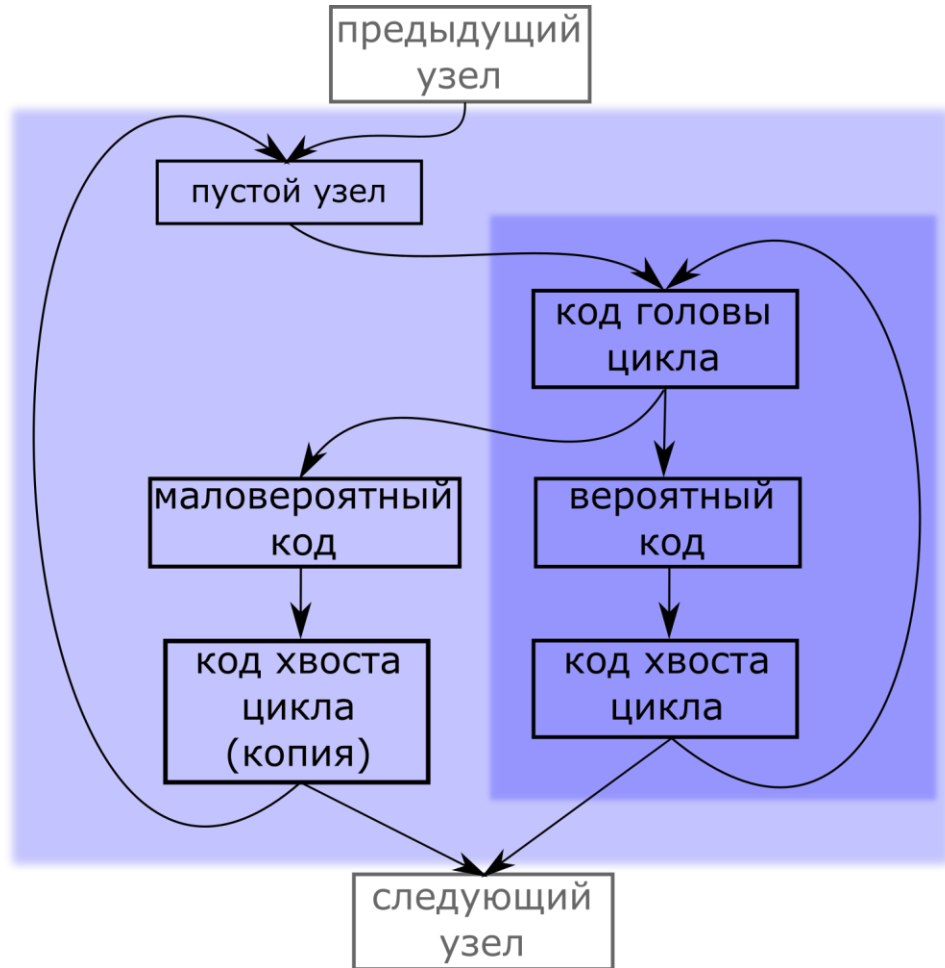 предыдущий
узел
пустой узел
код головы
цикла
маловероятный
код
вероятный
код
код хвоста
цикла
(копия)
код хвоста
цикла
следующий
узел